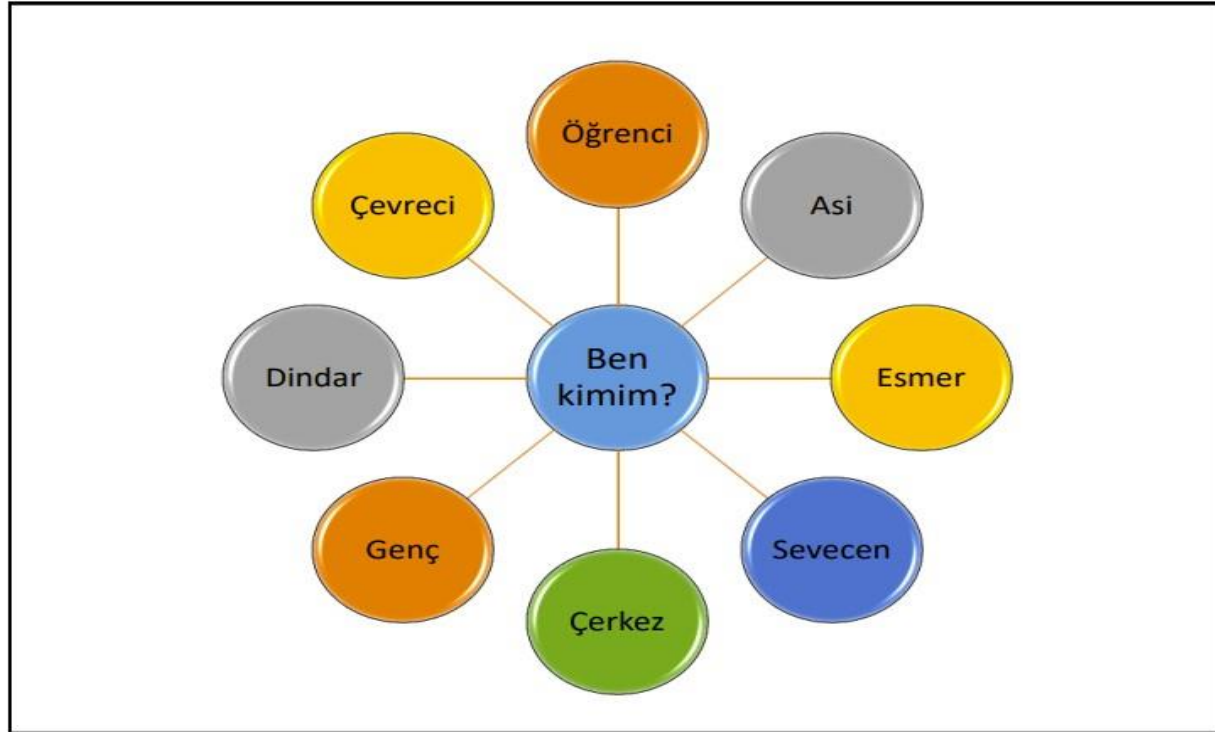 Öğrenci
Çevreci
Asi
Dindar
Ben
kimim?
Esmer
Genç
Sevecen
Çerkez